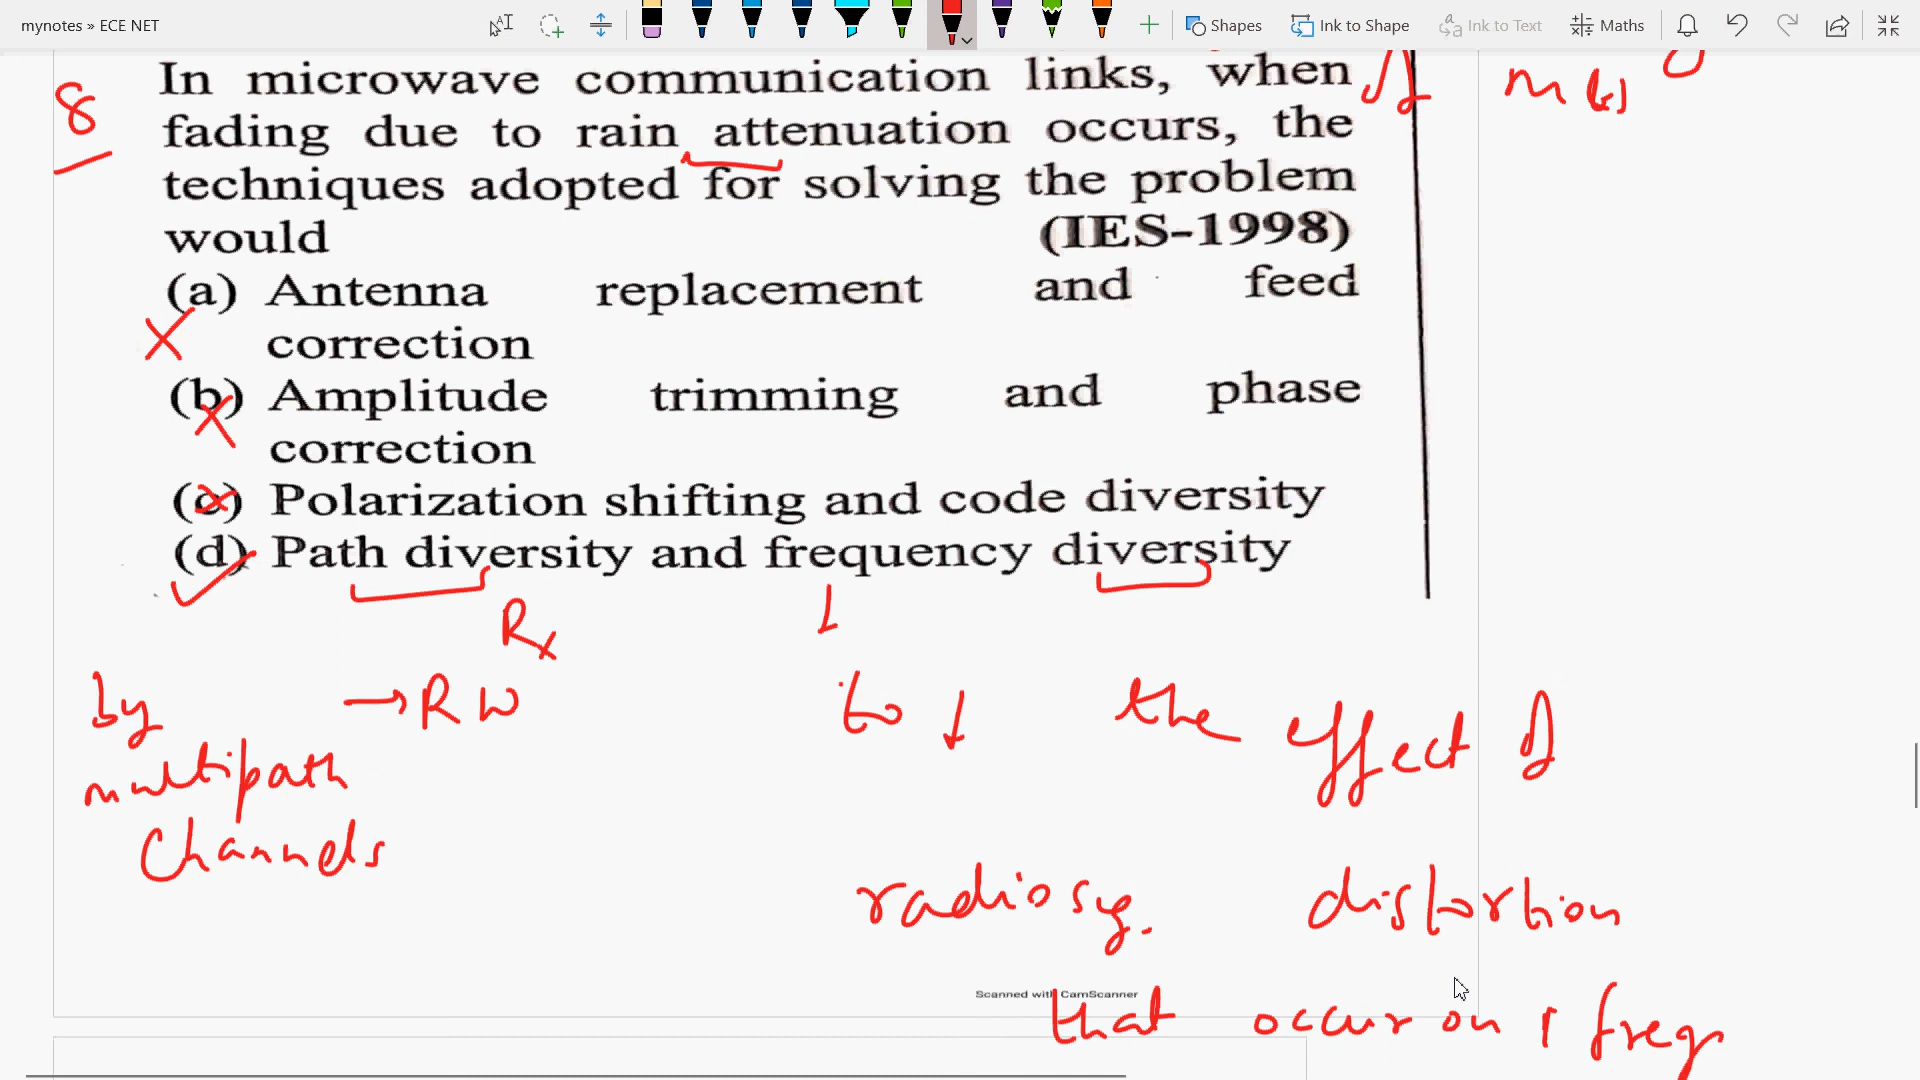 mynotes » ECE NET
Shapes
Ink to Shape
Ink to Text
Maths
8
In microwave communication links, when
fading due to rain attenuation occurs, the
techniques adopted for solving the problem
would (IES-1998)
(a) Antenna replacement and feed
correction
(b) Amplitude trimming and phase
correction
(c) Polarization shifting and code diversity
(d) Path diversity and frequency diversity
Rx
by → RW to ↓ the effect of
multipath
Channels
radio sig. distortion
Scanned with CamScanner
that occur on 1 freq